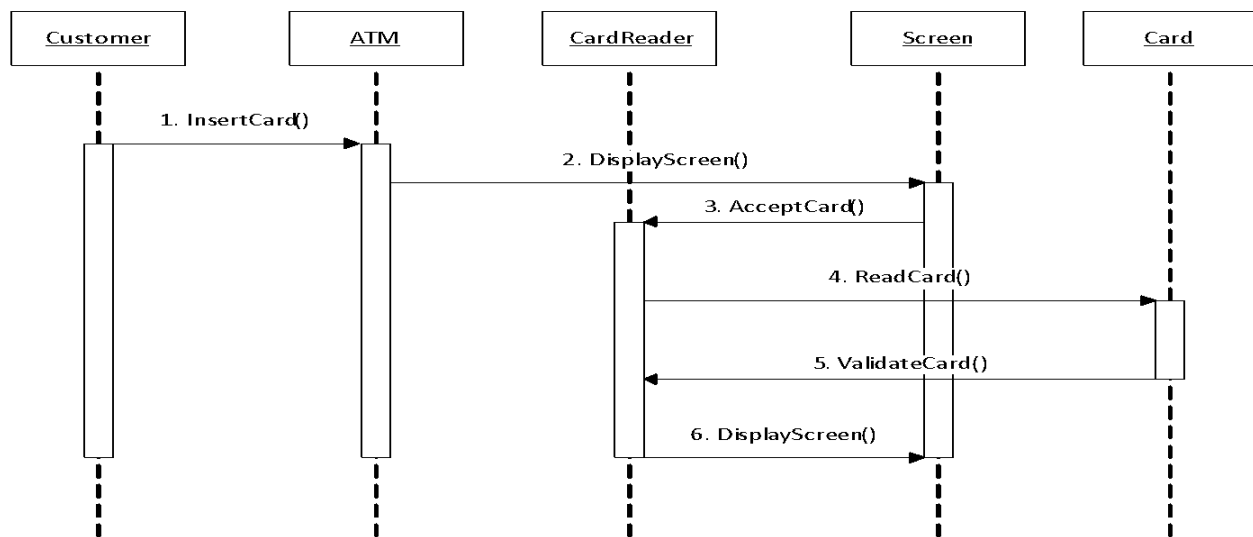 Customer
ATM
CardReader
Screen
Card
1. InsertCard()
2. DisplayScreen()
3. AcceptCard()
4. ReadCard()
5. ValidateCard()
6. DisplayScreen()